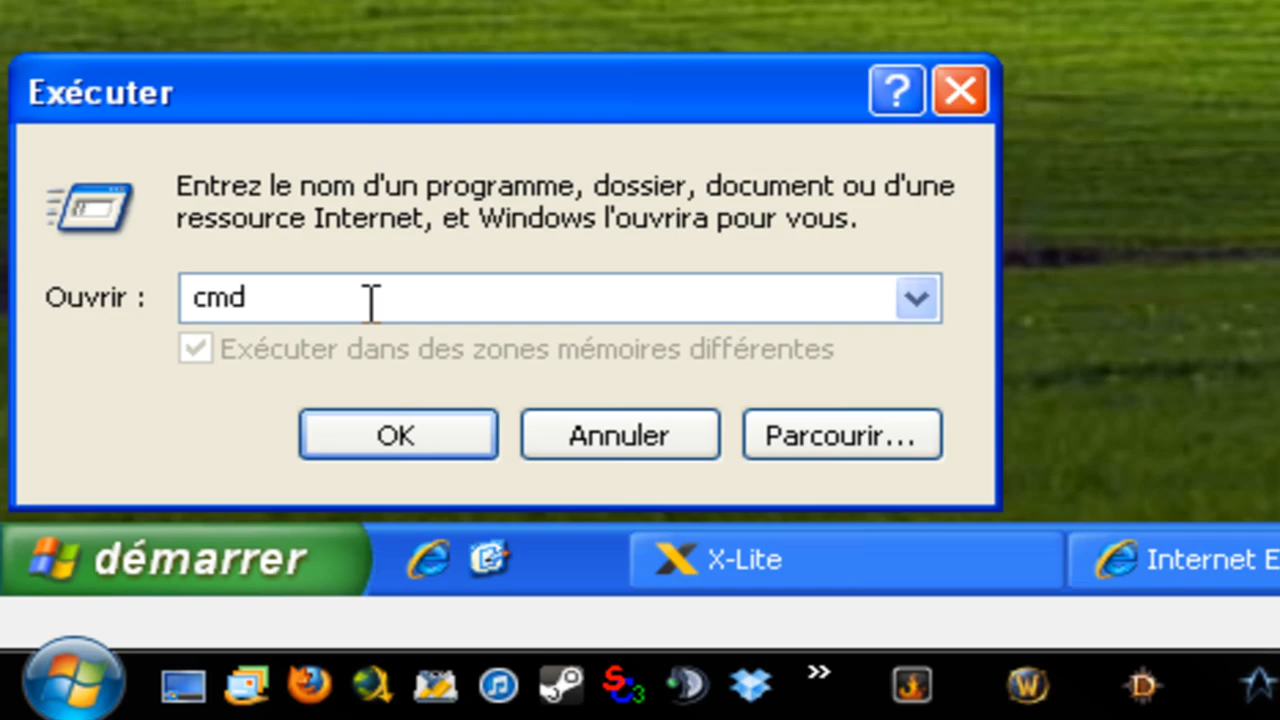 Exécuter
?
Entrez le nom d'un programme, dossier, document ou d'une
ressource Internet, et Windows l'ouvrira pour vous.
Ouvrir :
cmd
Exécuter dans des zones mémoires différentes
OK
Annuler
Parcourir...
démarrer
X-Lite
Internet E
SC3
»
W
D